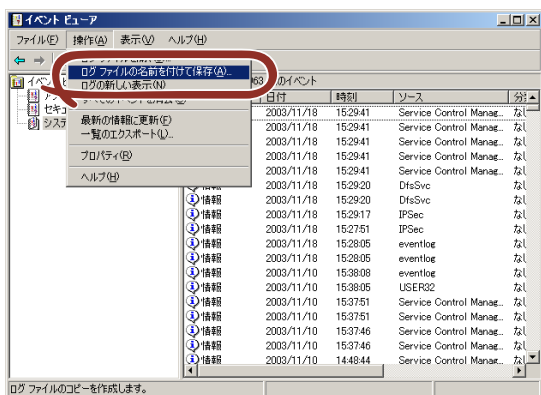 イベント ビューア
ファイル(F) 操作(A) 表示(V) ヘルプ(H)
ログ ファイルの名前を付けて保存(A)...
ログの新しい表示(N)
最新の情報に更新(F)
一覧のエクスポート(L)...
プロパティ(R)
ヘルプ(H)
のイベント
日付 時刻 ソース
2003/11/18 15:29:41 Service Control Manag...
2003/11/18 15:29:41 Service Control Manag...
2003/11/18 15:29:41 Service Control Manag...
2003/11/18 15:29:41 Service Control Manag...
情報 2003/11/18 15:29:20 DfsSvc
情報 2003/11/18 15:29:20 DfsSvc
情報 2003/11/18 15:29:17 IPSec
情報 2003/11/18 15:27:51 IPSec
情報 2003/11/18 15:28:05 eventlog
情報 2003/11/18 15:28:05 eventlog
情報 2003/11/10 15:38:08 eventlog
情報 2003/11/10 15:38:05 USER32
情報 2003/11/10 15:37:51 Service Control Manag...
情報 2003/11/10 15:37:51 Service Control Manag...
情報 2003/11/10 15:37:46 Service Control Manag...
情報 2003/11/10 15:37:46 Service Control Manag...
情報 2003/11/10 14:48:44 Service Control Manag...
ログ ファイルのコピーを作成します。